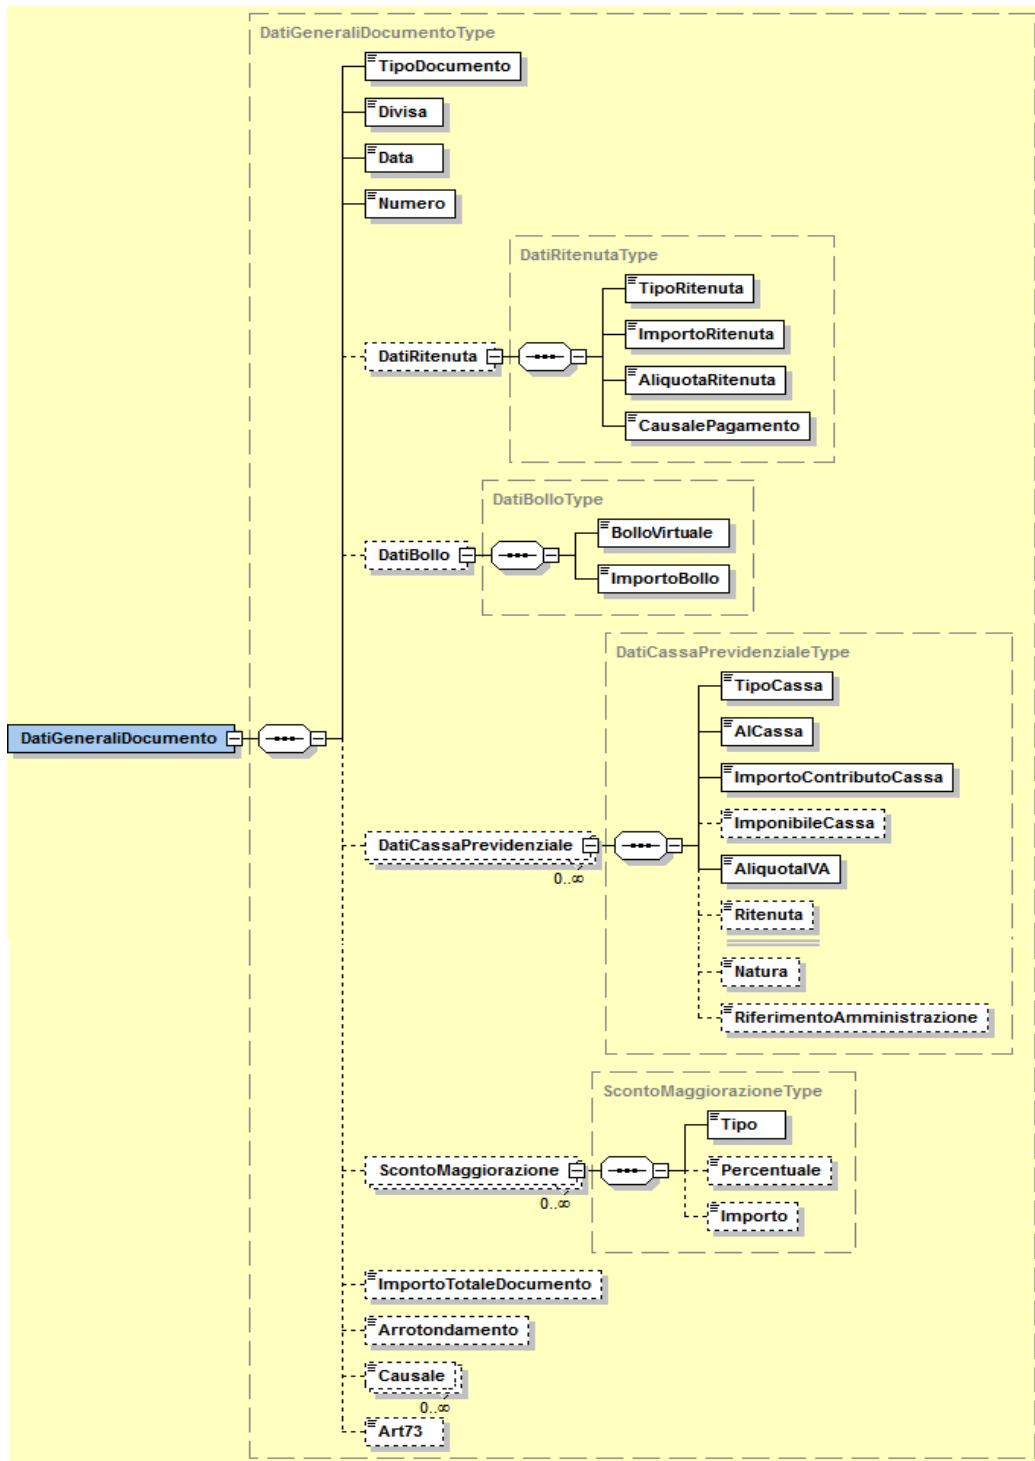 DatiGeneraliDocumentoType
TipoDocumento
Divisa
Data
Numero
DatiRitenutaType
TipoRitenuta
ImportoRitenuta
DatiRitenuta
AliquotaRitenuta
CausalePagamento
DatiBolloType
BolloVirtuale
DatiBollo
ImportoBollo
DatiCassaPrevidenzialeType
TipoCassa
AlCassa
DatiGeneraliDocumento
ImportoContributoCassa
ImponibileCassa
DatiCassaPrevidenziale
0..∞
AliquotaIVA
Ritenuta
Natura
RiferimentoAmministrazione
ScontoMaggiorazioneType
Tipo
ScontoMaggiorazione
0..∞
Percentuale
Importo
ImportoTotaleDocumento
Arrotondamento
Causale
0..∞
Art73